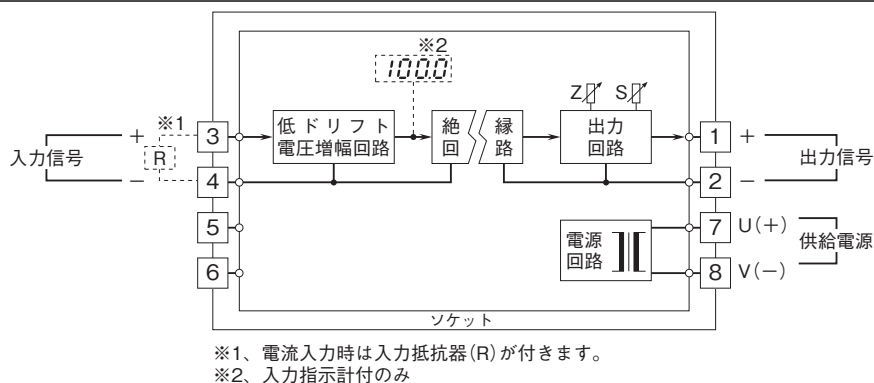 ※2
100.0
Z S
※1
入力信号
+
−
R
3
4
5
6
低ドリフト
電圧増幅回路
絶縁
回路
出力
回路
電源
回路
1
2
7
8
+
−
出力信号
U(+)
V(−)
供給電源
ソケット
※1、電流入力時は入力抵抗器(R)が付きます。
※2、入力指示計付のみ